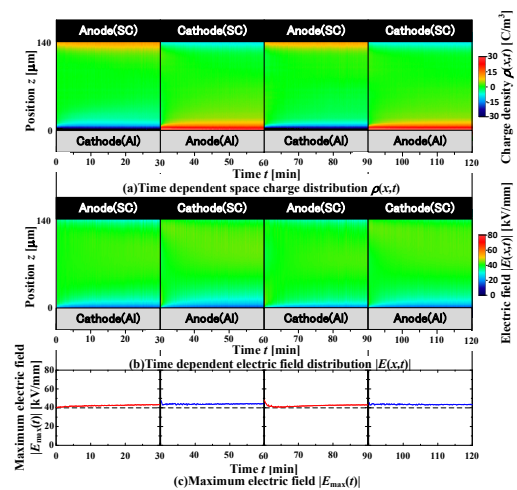 Anode(SC) Cathode(SC) Anode(SC) Cathode(SC)
140
Position z [μm]
0
Cathode(Al) Anode(Al) Cathode(Al) Anode(Al)
0 10 20 30 40 50 60 70 80 90 100 110 120
Time t [min]
30
15
0
15
30
Charge density ρ(x,t) [C/m³]
(a)Time dependent space charge distribution ρ(x,t)
Anode(SC) Cathode(SC) Anode(SC) Cathode(SC)
140
Position z [μm]
0
Cathode(Al) Anode(Al) Cathode(Al) Anode(Al)
0 10 20 30 40 50 60 70 80 90 100 110 120
Time t [min]
80
60
40
20
0
Electric field |E(x,t)| [kV/mm]
(b)Time dependent electric field distribution |E(x,t)|
Maximum electric field
|Emax(t)| [kV/mm]
80
60
40
20
0
0 10 20 30 40 50 60 70 80 90 100 110 120
Time t [min]
(c)Maximum electric field |Emax(t)|